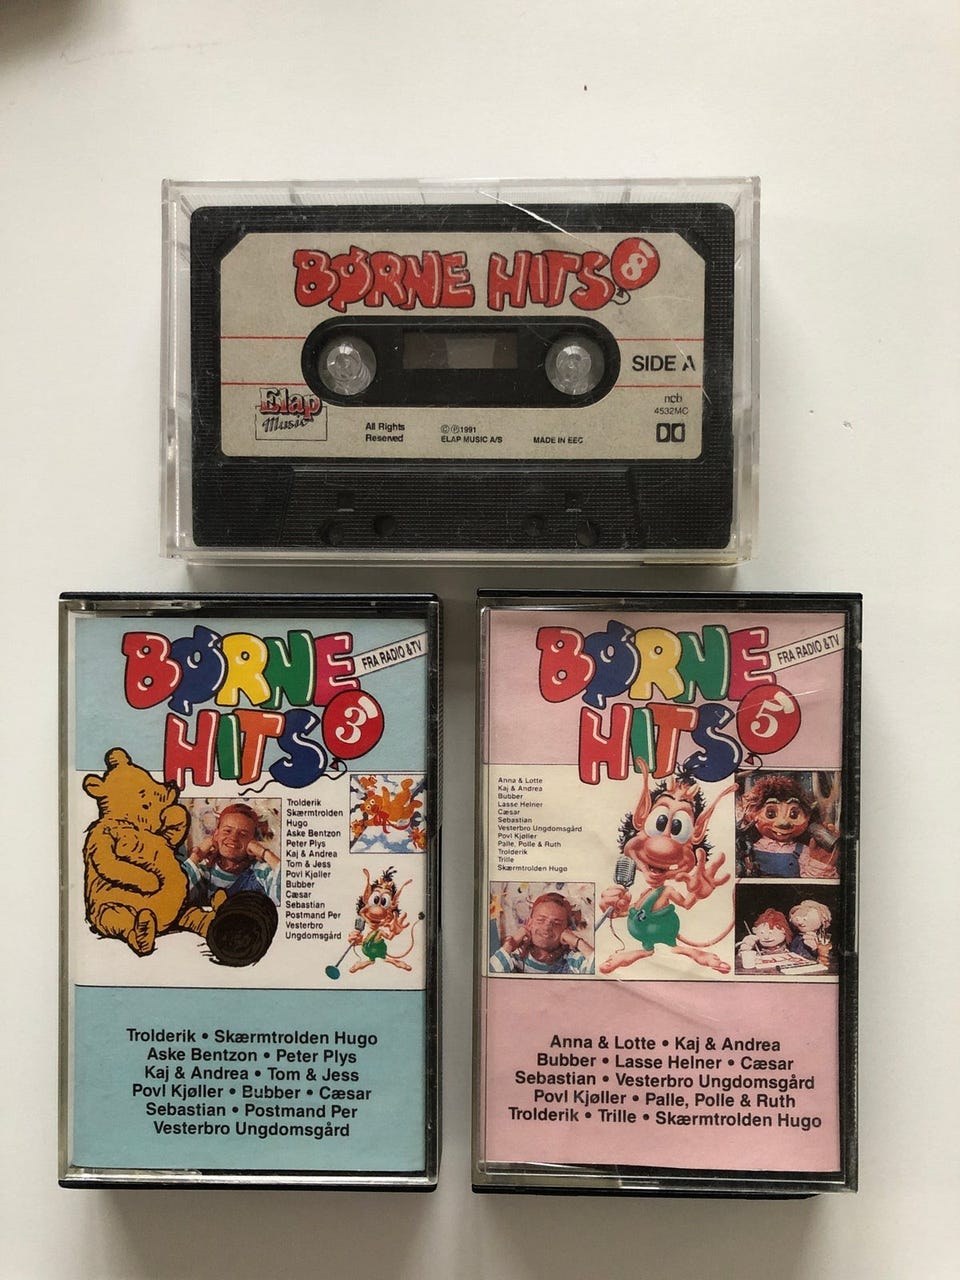 BØRNE HITS 8
SIDE A
Elap
Music
All Rights
Reserved
©℗1991
ELAP MUSIC A/S
MADE IN EEC
ncb
4532MC
BØRNE
FRA RADIO & TV
HITS 3
Trolderik
Skærmtrolden
Hugo
Aske Bentzon
Peter Plys
Kaj & Andrea
Tom & Jess
Povl Kjøller
Bubber
Cæsar
Sebastian
Postmand Per
Vesterbro
Ungdomsgård
Trolderik • Skærmtrolden Hugo
Aske Bentzon • Peter Plys
Kaj & Andrea • Tom & Jess
Povl Kjøller • Bubber • Cæsar
Sebastian • Postmand Per
Vesterbro Ungdomsgård
BØRNE
FRA RADIO & TV
HITS 5
Anna & Lotte
Kaj & Andrea
Bubber
Lasse Helner
Cæsar
Sebastian
Vesterbro Ungdomsgård
Povl Kjøller
Palle, Polle & Ruth
Trolderik
Trille
Skærmtrolden Hugo
Anna & Lotte • Kaj & Andrea
Bubber • Lasse Helner • Cæsar
Sebastian • Vesterbro Ungdomsgård
Povl Kjøller • Palle, Polle & Ruth
Trolderik • Trille • Skærmtrolden Hugo